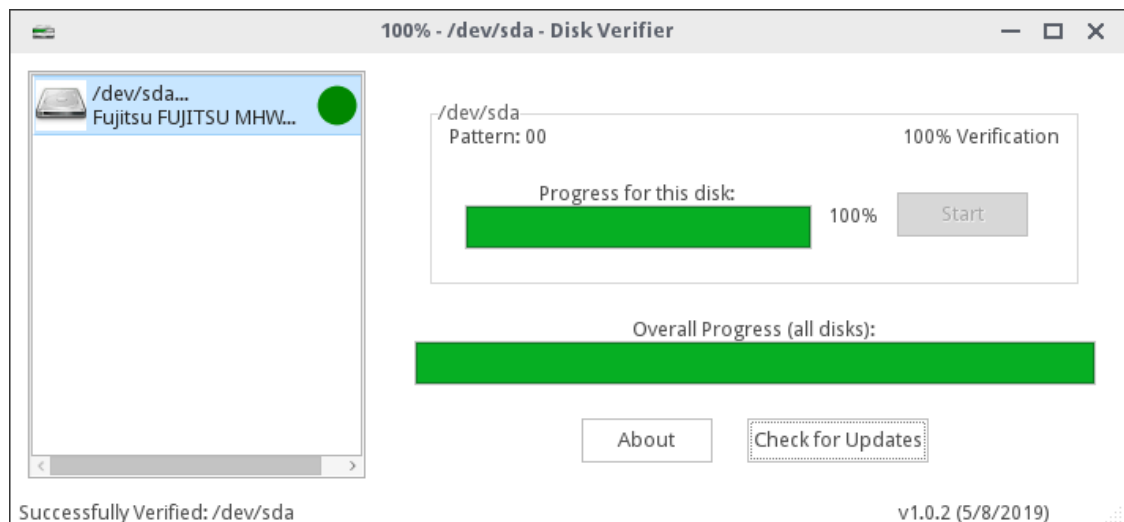 100% - /dev/sda - Disk Verifier
/dev/sda...
Fujitsu FUJITSU MHW...
/dev/sda
Pattern: 00
100% Verification
Progress for this disk:
100%
Start
Overall Progress (all disks):
About
Check for Updates
Successfully Verified: /dev/sda
v1.0.2 (5/8/2019)